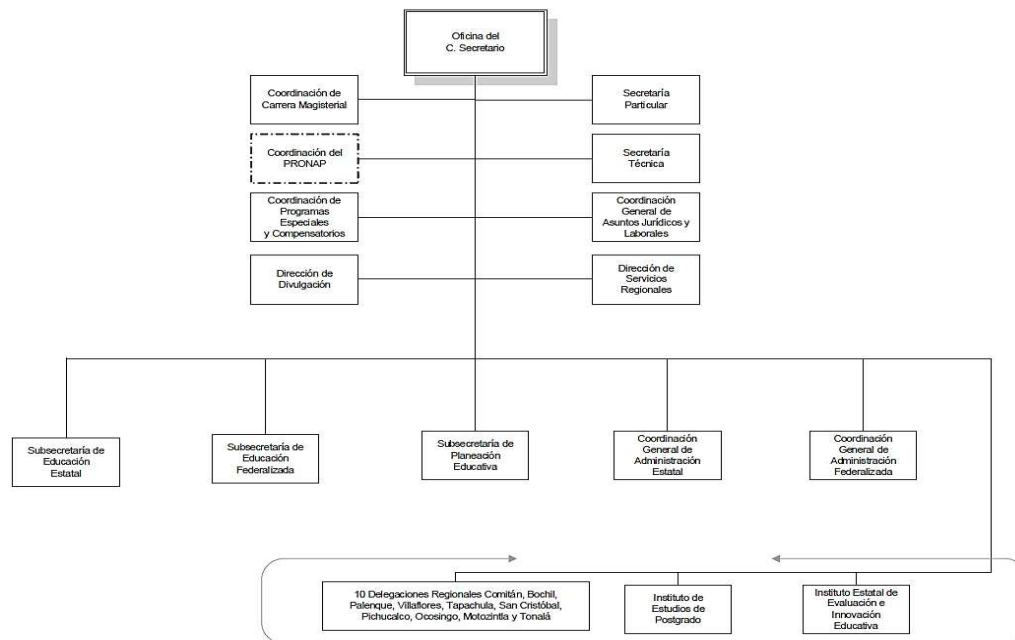 Oficina del
C. Secretario
Coordinación de
Carrera Magisterial
Secretaría
Particular
Coordinación del
PRONAP
Secretaría
Técnica
Coordinación de
Programas
Especiales
y Compensatorios
Coordinación
General de
Asuntos Jurídicos y
Laborales
Dirección de
Divulgación
Dirección de
Servicios
Regionales
Subsecretaría de
Educación
Estatal
Subsecretaría de
Educación
Federalizada
Subsecretaría de
Planeación
Educativa
Coordinación
General de
Administración
Estatal
Coordinación
General de
Administración
Federalizada
10 Delegaciones Regionales Comitán, Bochil,
Palenque, Villaflores, Tapachula, San Cristóbal,
Pichucalco, Ocosingo, Motozintla y Tonalá
Instituto de
Estudios de
Postgrado
Instituto Estatal de
Evaluación e
Innovación
Educativa